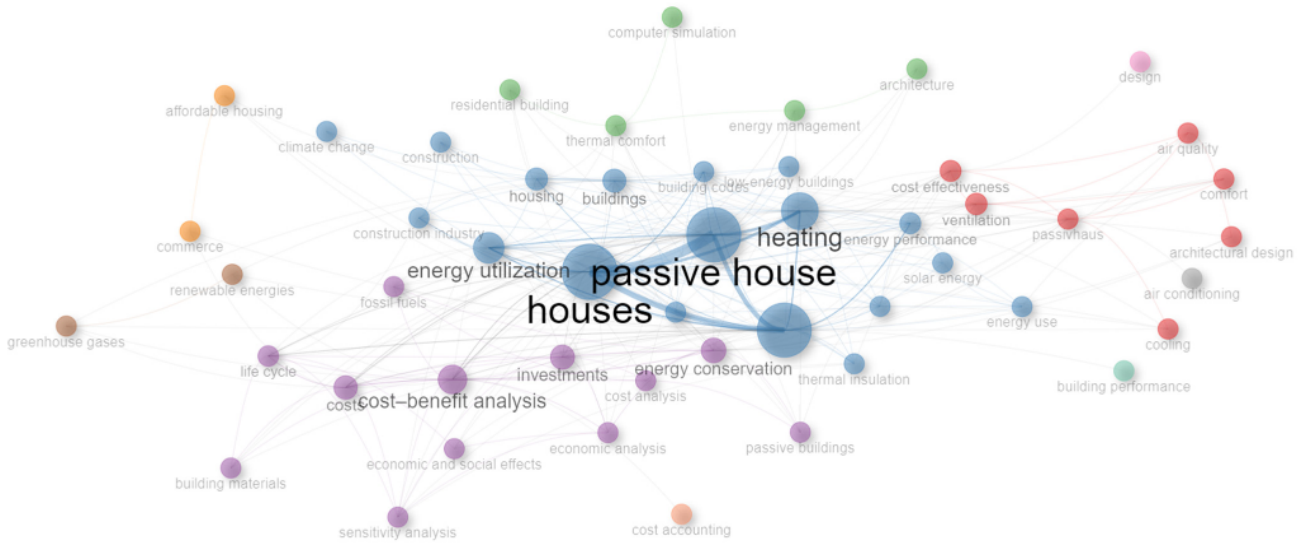 computer simulation
design
architecture
affordable housing
residential building
energy management
thermal comfort
climate change
construction
air quality
housing
buildings
building codes
low-energy buildings
cost effectiveness
comfort
construction industry
heating
energy performance
ventilation
passivhaus
architectural design
commerce
energy utilization
passive house
solar energy
renewable energies
fossil fuels
houses
air conditioning
greenhouse gases
energy use
cooling
life cycle
investments
energy conservation
thermal insulation
building performance
costs
cost–benefit analysis
cost analysis
economic analysis
passive buildings
economic and social effects
building materials
sensitivity analysis
cost accounting